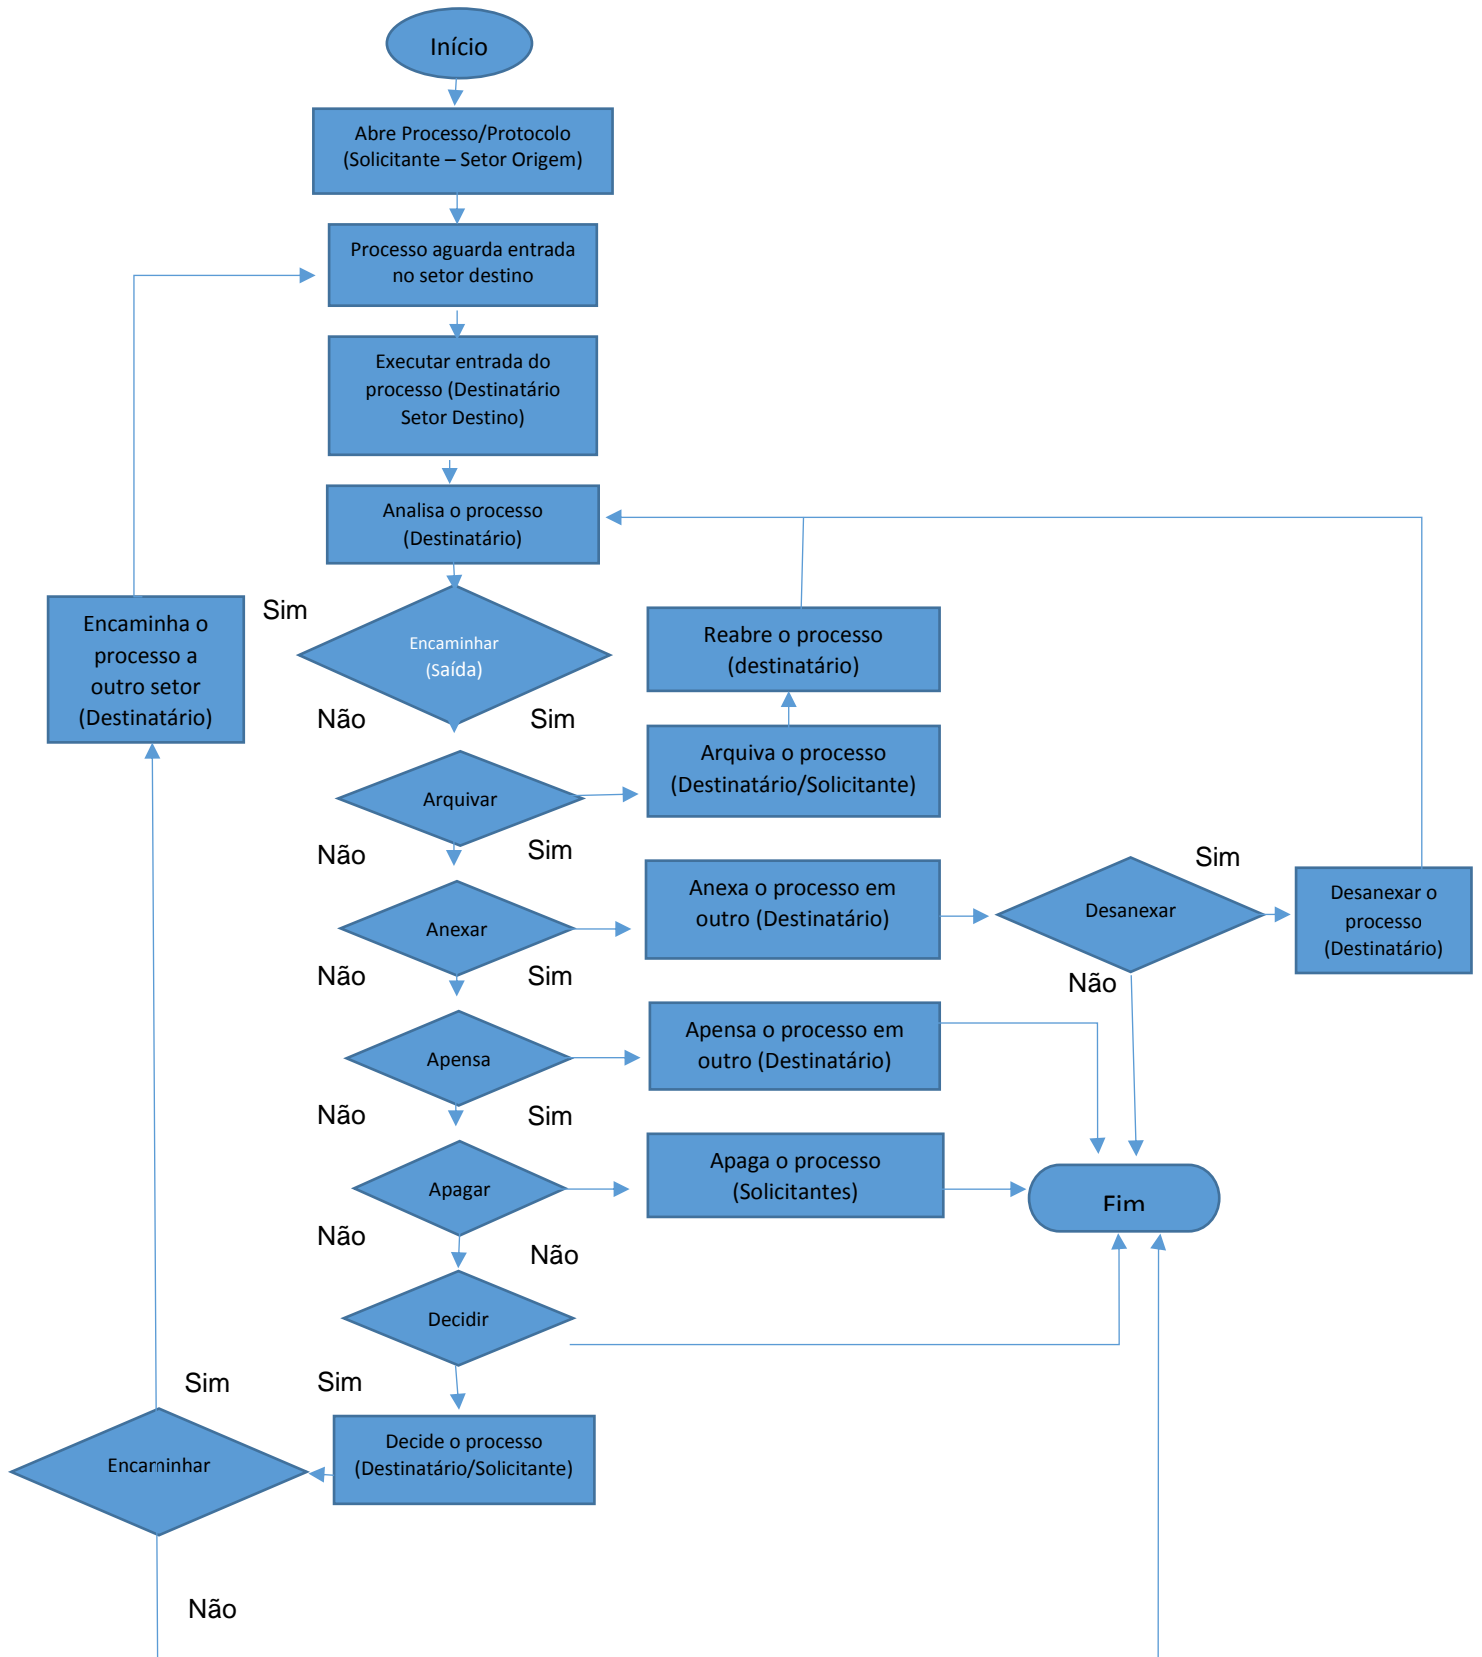 Início
Abre Processo/Protocolo
(Solicitante – Setor Origem)
Processo aguarda entrada
no setor destino
Executar entrada do
processo (Destinatário
Setor Destino)
Analisa o processo
(Destinatário)
Sim
Encaminhar
(Saída)
Encaminha o
processo a
outro setor
(Destinatário)
Reabre o processo
(destinatário)
Não
Sim
Arquivar
Arquiva o processo
(Destinatário/Solicitante)
Não
Sim
Anexar
Anexa o processo em
outro (Destinatário)
Desanexar
Sim
Desanexar o
processo
(Destinatário)
Não
Não
Sim
Apensa
Apensa o processo em
outro (Destinatário)
Não
Sim
Apagar
Apaga o processo
(Solicitantes)
Fim
Não
Não
Decidir
Sim
Sim
Decide o processo
(Destinatário/Solicitante)
Encaminhar
Não